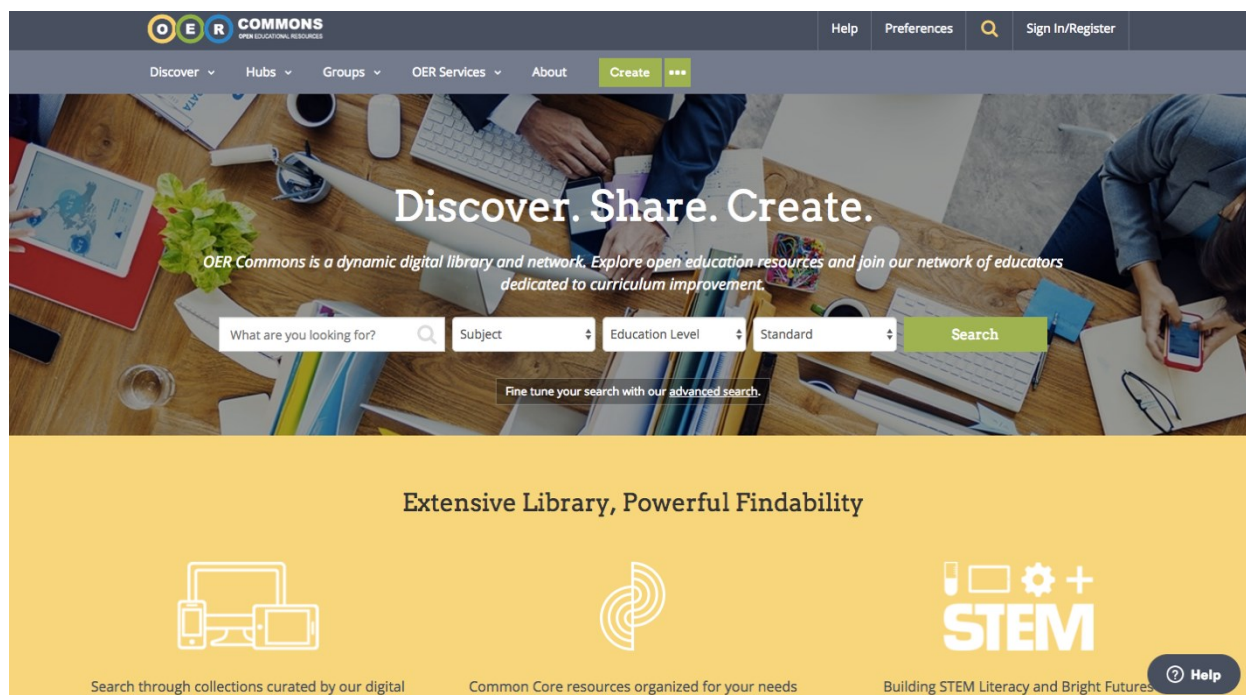 O E R COMMONS
OPEN EDUCATIONAL RESOURCES
Help Preferences Sign In/Register
Discover Hubs Groups OER Services About Create
DATA
Discover. Share. Create.
OER Commons is a dynamic digital library and network. Explore open education resources and join our network of educators
dedicated to curriculum improvement.
What are you looking for? Subject Education Level Standard Search
Fine tune your search with our advanced search.
Extensive Library, Powerful Findability
STEM
Search through collections curated by our digital Common Core resources organized for your needs Building STEM Literacy and Bright Futures
Help